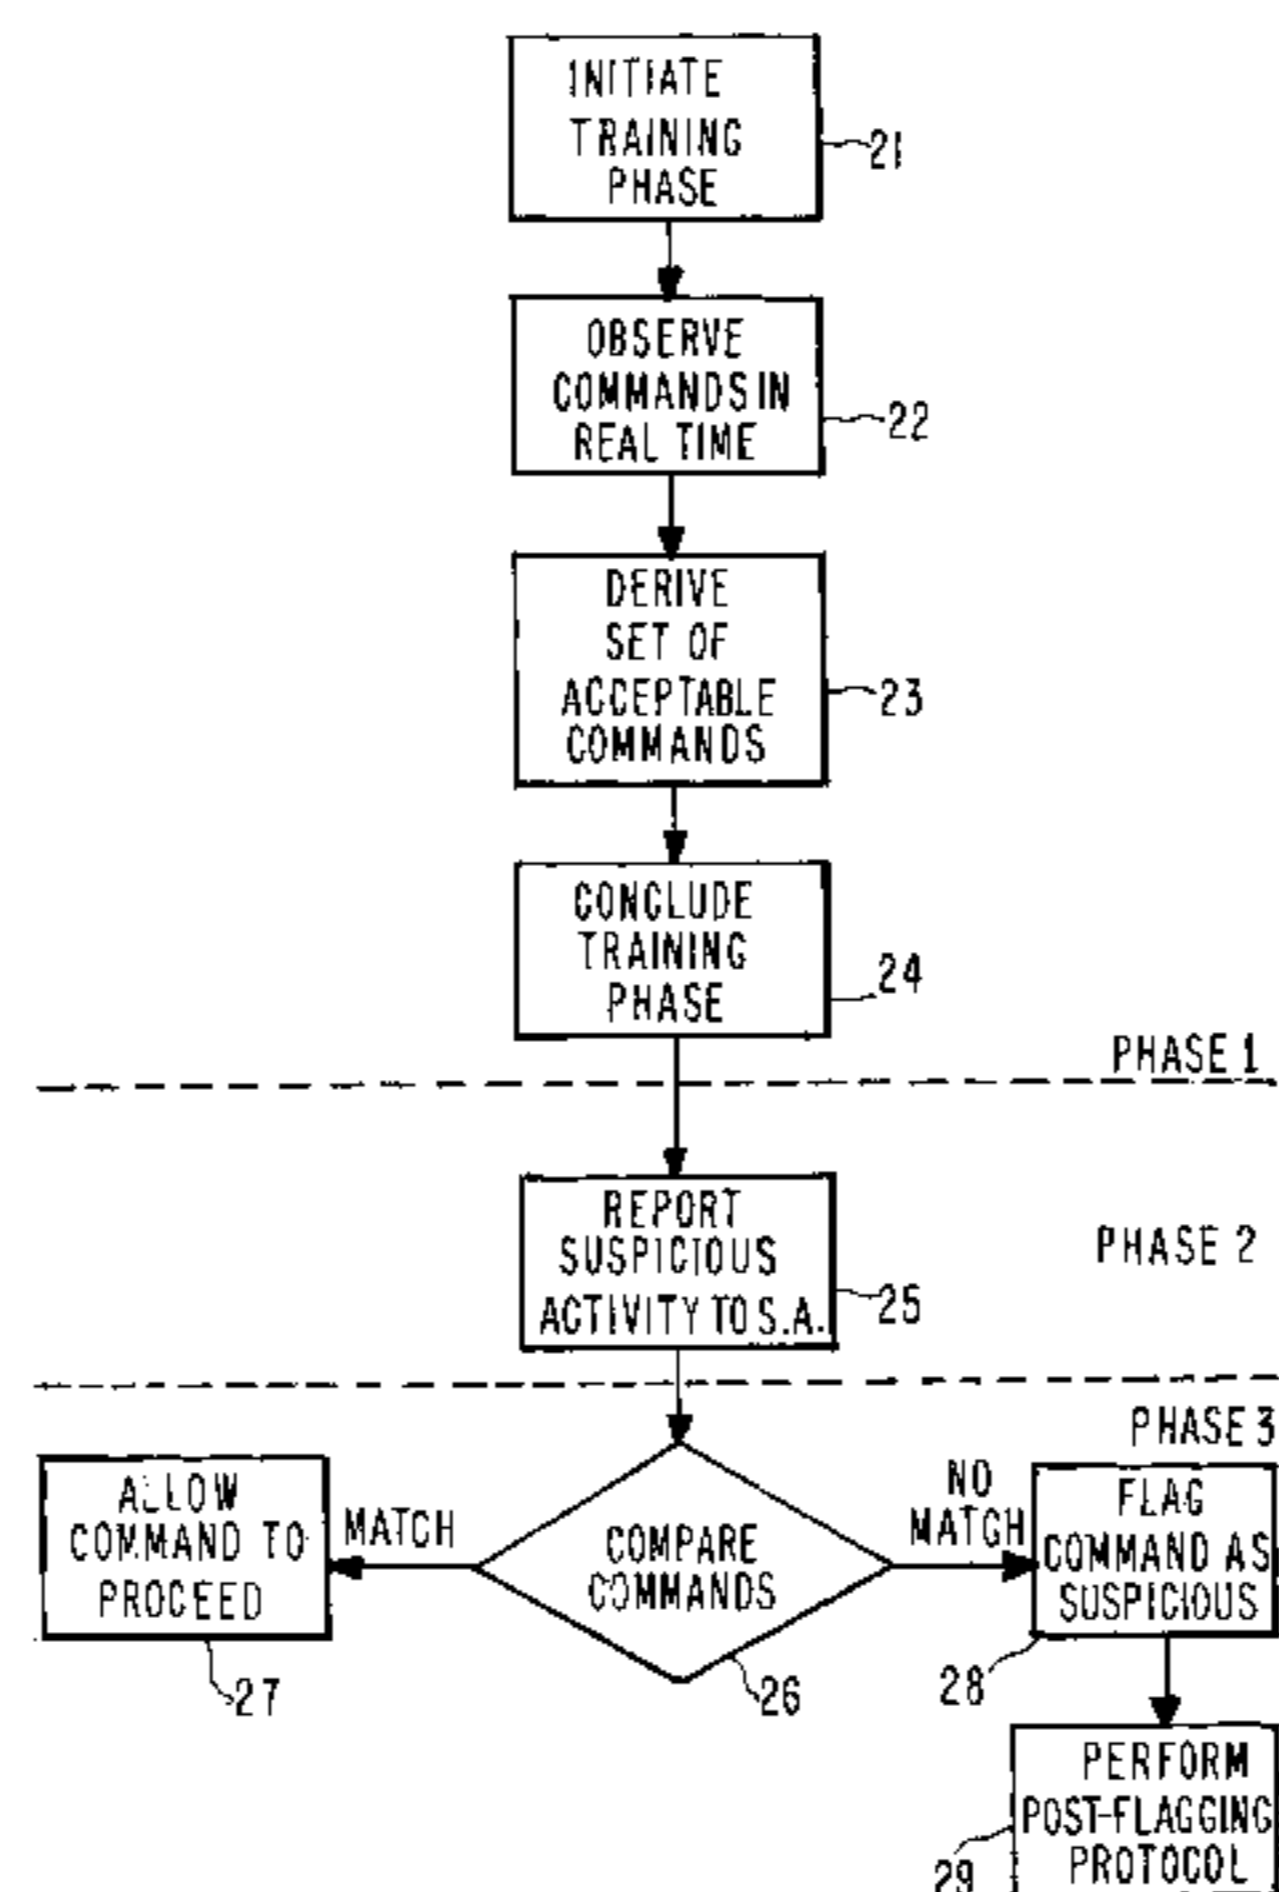 INITIATE
TRAINING
PHASE
21
OBSERVE
COMMANDS IN
REAL TIME
22
DERIVE
SET OF
ACCEPTABLE
COMMANDS
23
CONCLUDE
TRAINING
PHASE
24
PHASE 1
REPORT
SUSPICIOUS
ACTIVITY TO S.A.
25
PHASE 2
PHASE 3
ALLOW
COMMAND TO
PROCEED
27
MATCH
COMPARE
COMMANDS
26
NO
MATCH
FLAG
COMMAND AS
SUSPICIOUS
28
PERFORM
POST-FLAGGING
PROTOCOL
29